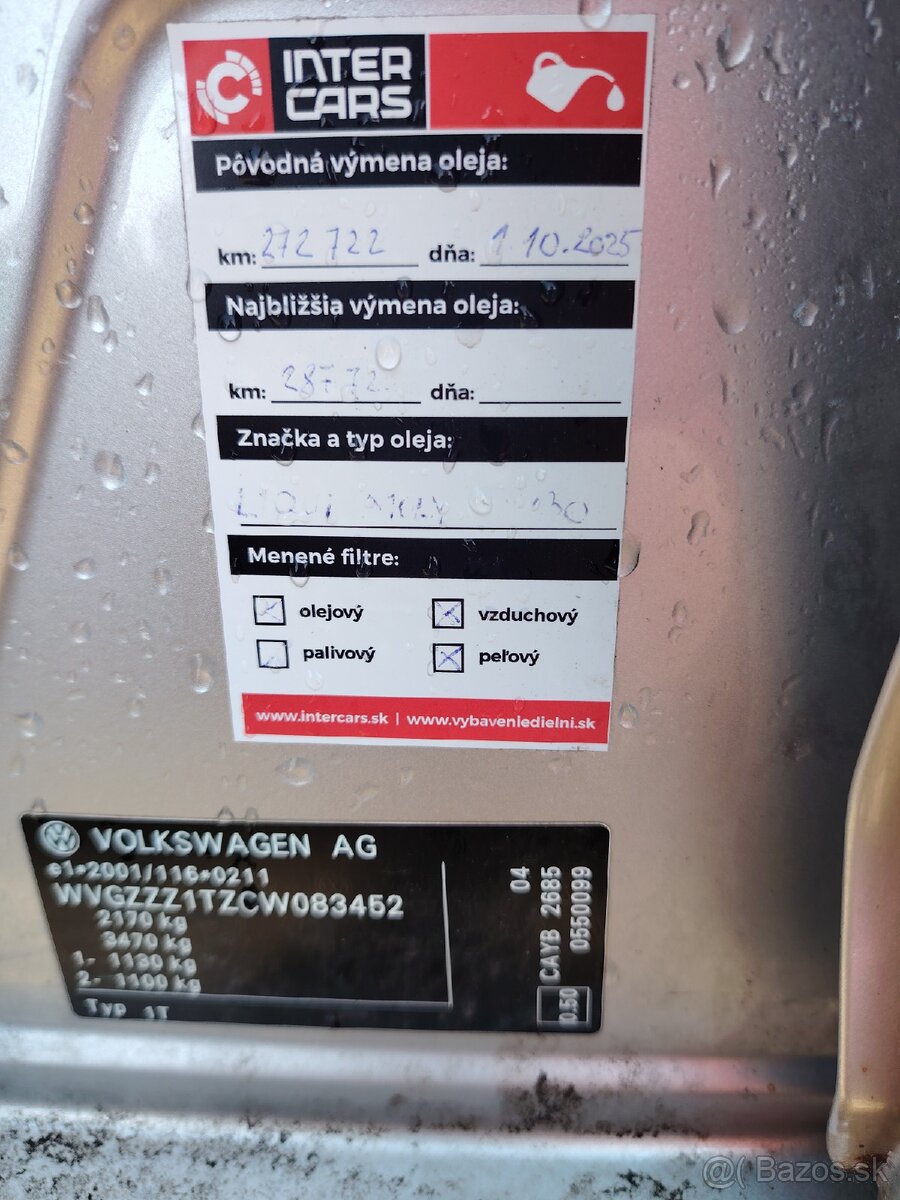 INTER
CARS
Pôvodná výmena oleja:
km: 272 722 dňa: 1.10.2025
Najbližšia výmena oleja:
km: dňa:
Značka a typ oleja:
Menené filtre:
olejový vzduchový
palivový peľový
www.intercars.sk | www.vybaveniedielni.sk
VOLKSWAGEN AG
e1*2001/116*0211
WVGZZZ1TZCW083452
2170 kg
3470 kg
1- 1130 kg
2- 1100 kg
Typ 1T
04
CAYB 2685
0550099
0.50
@( Bazos.sk